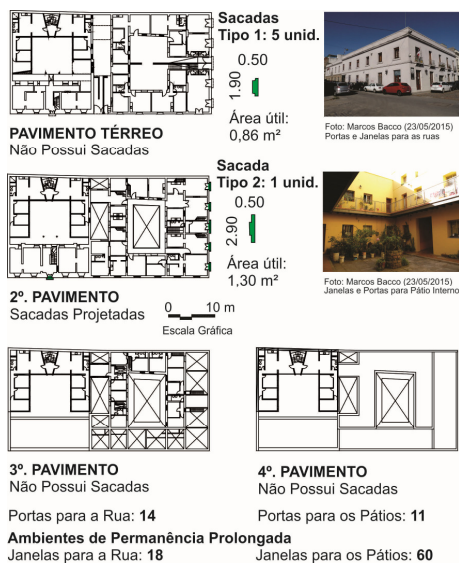 Sacadas
Tipo 1: 5 unid.
0.50
1.90
Área útil:
0,86 m²
Foto: Marcos Bacco (23/05/2015)
Portas e Janelas para as ruas
PAVIMENTO TÉRREO
Não Possui Sacadas
Sacada
Tipo 2: 1 unid.
0.50
2.90
Área útil:
1,30 m²
Foto: Marcos Bacco (23/05/2015)
Janelas e Portas para Pátio Interno
2º. PAVIMENTO
Sacadas Projetadas
0 10 m
Escala Gráfica
3º. PAVIMENTO
Não Possui Sacadas
4º. PAVIMENTO
Não Possui Sacadas
Portas para a Rua: 14
Portas para os Pátios: 11
Ambientes de Permanência Prolongada
Janelas para a Rua: 18
Janelas para os Pátios: 60